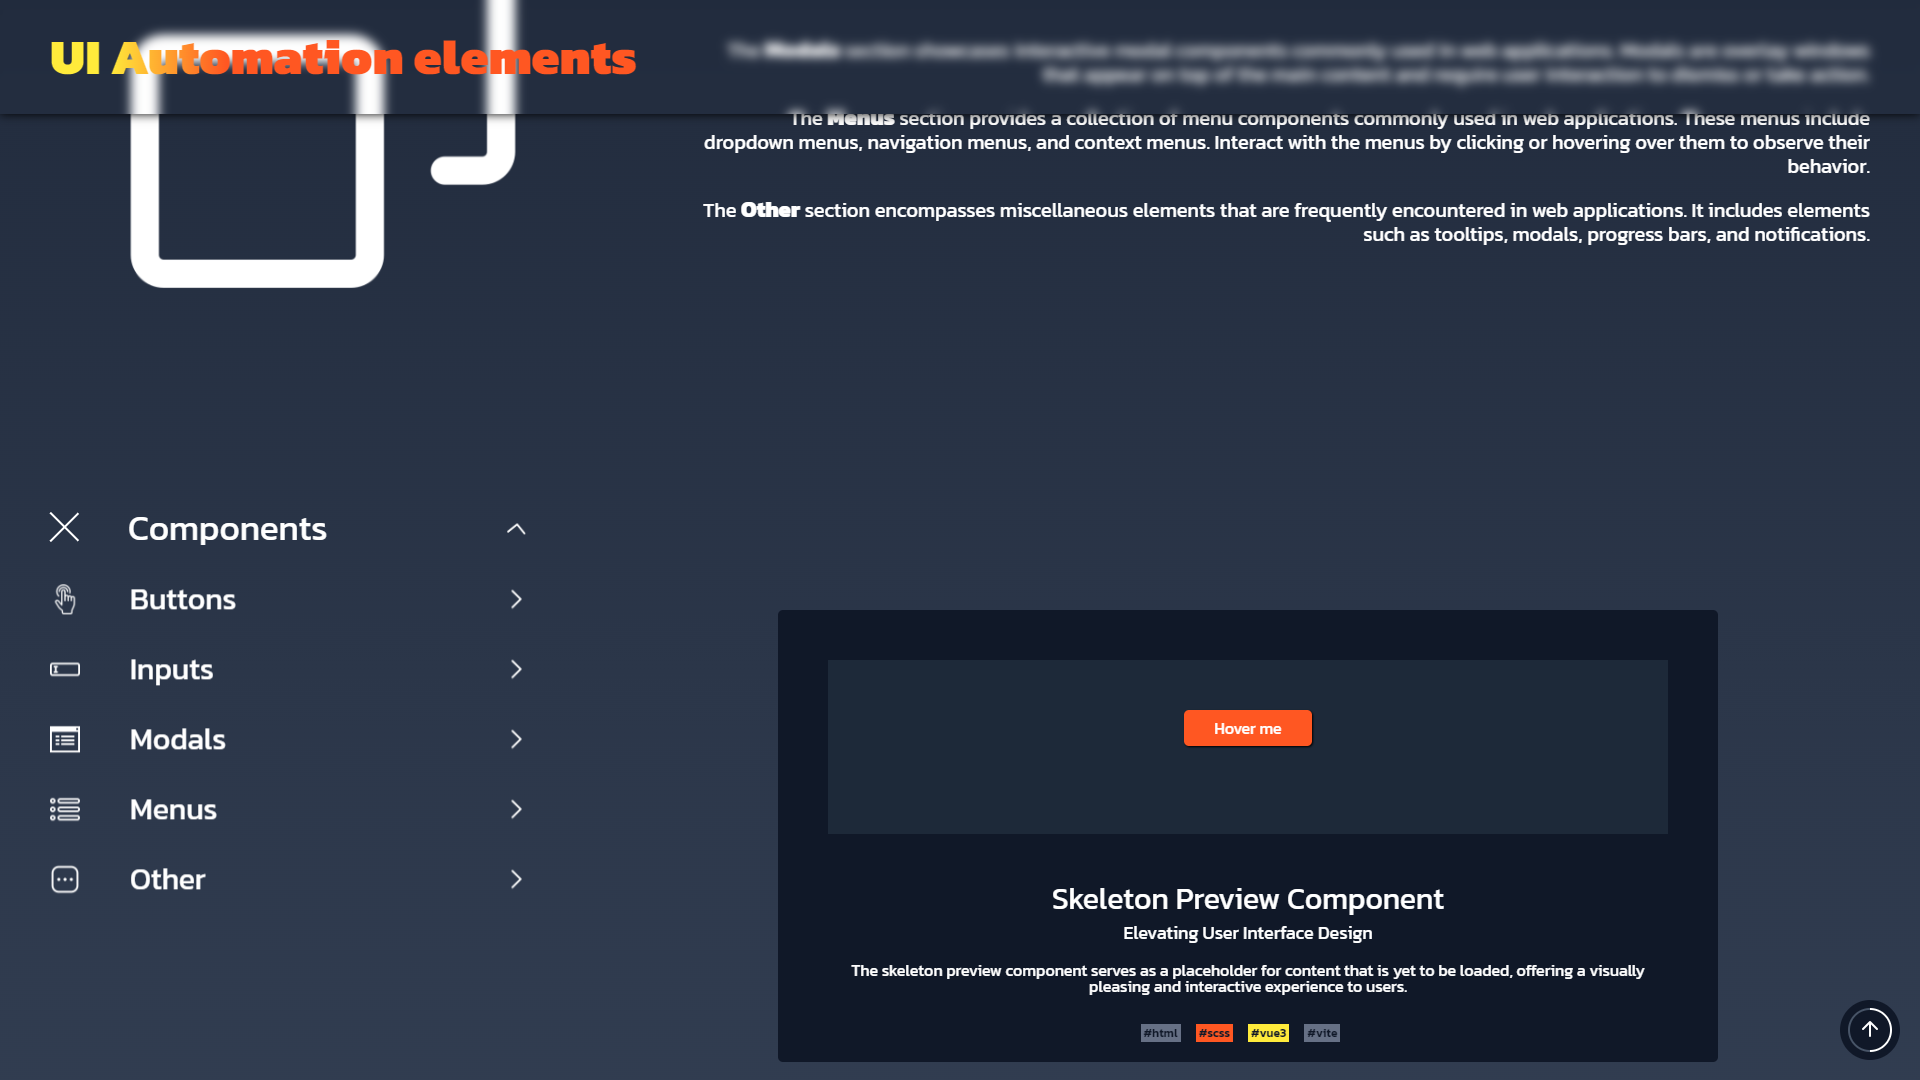 UI Automation elements
The Modals section showcases interactive modal components commonly used in web applications. Modals are overlay windows
that appear on top of the main content and require user interaction to dismiss or take action.
The Menus section provides a collection of menu components commonly used in web applications. These menus include
dropdown menus, navigation menus, and context menus. Interact with the menus by clicking or hovering over them to observe their
behavior.
The Other section encompasses miscellaneous elements that are frequently encountered in web applications. It includes elements
such as tooltips, modals, progress bars, and notifications.
Components
Buttons
Inputs
Modals
Menus
Other
Hover me
Skeleton Preview Component
Elevating User Interface Design
The skeleton preview component serves as a placeholder for content that is yet to be loaded, offering a visually
pleasing and interactive experience to users.
#html #scss #vue3 #vite